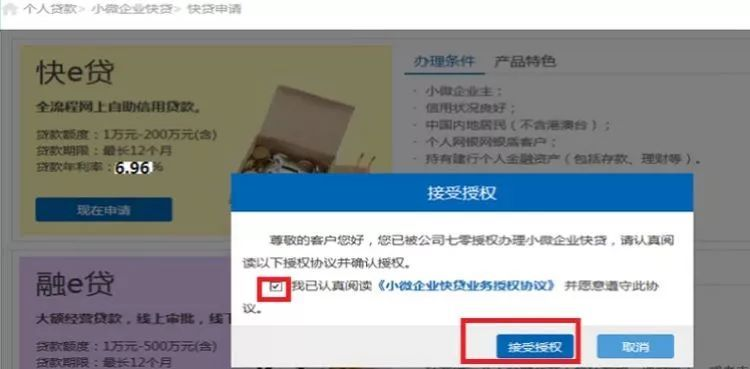 个人贷款> 小微企业快贷> 快贷申请
快e贷
全流程网上自助信用贷款。
贷款额度：1万元-200万元(含)
贷款期限：最长12个月
贷款年利率：6.96%
现在申请
办理条件 产品特色
· 小微企业主；
· 信用状况良好；
· 中国内地居民（不含港澳台）；
· 个人网银网银盾客户；
· 持有建行个人金融资产（包括存款、理财等）。
接受授权
尊敬的客户您好，您已被公司七零授权办理小微企业快贷，请认真阅
读以下授权协议并确认授权。
我已认真阅读《小微企业快贷业务授权协议》 并愿意遵守此协
议。
接受授权 取消
融e贷
大额经营贷款，线上审批，线下
贷款额度：1万元-500万元(含)
贷款期限：最长12个月